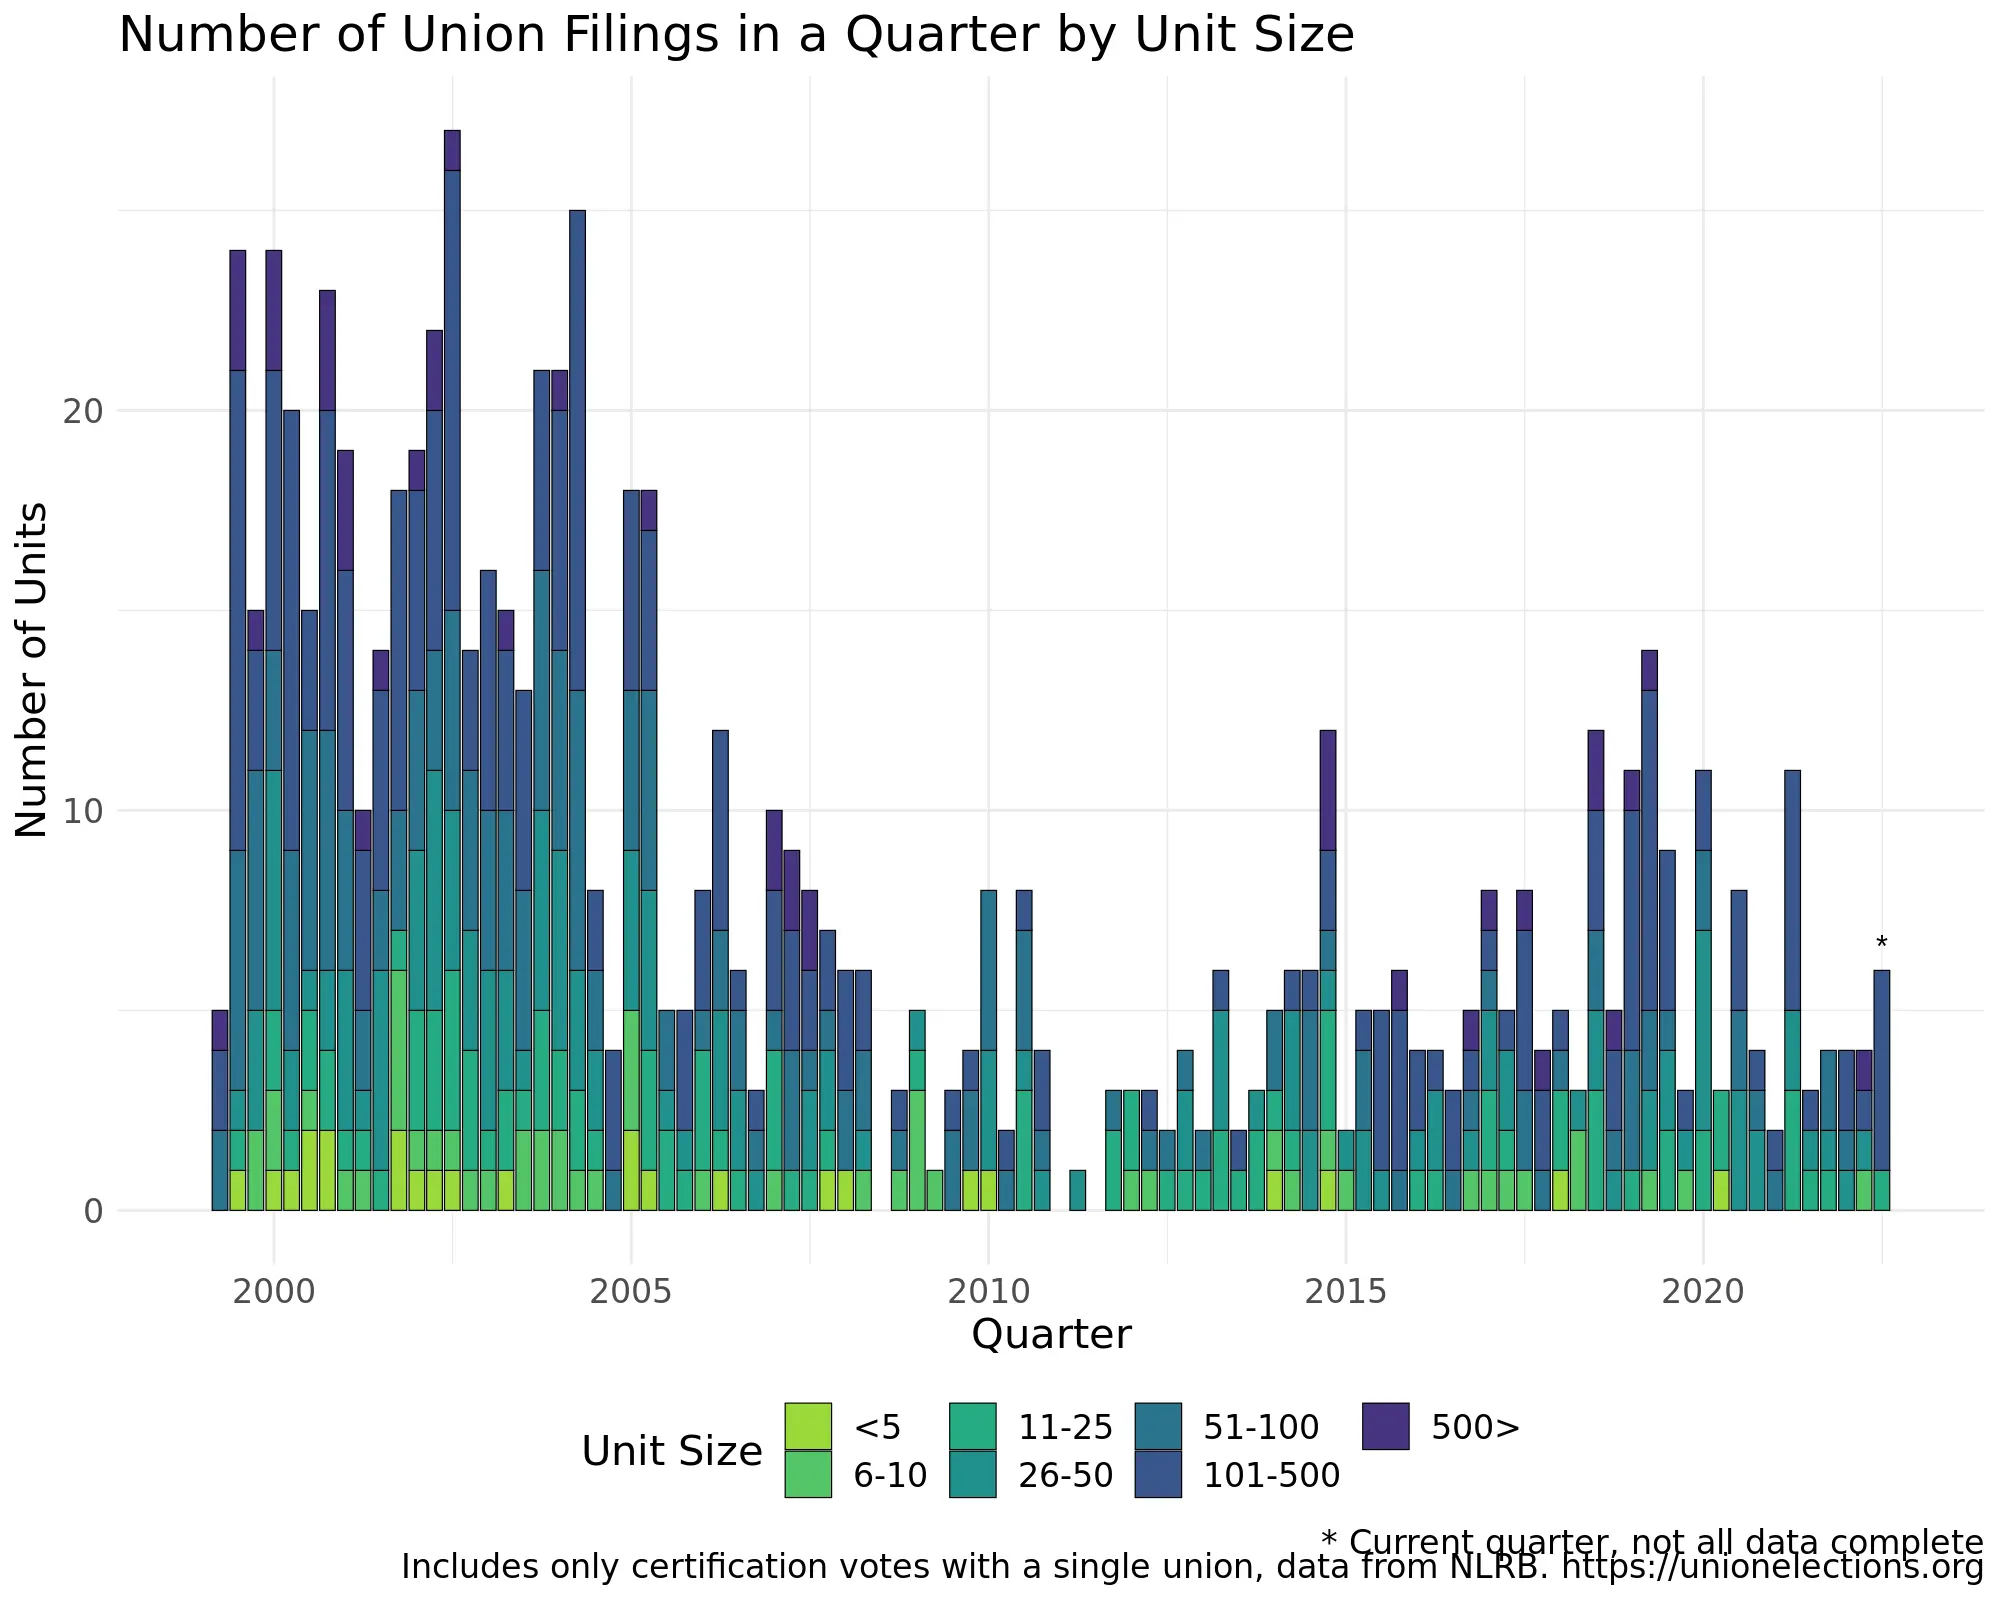 Number of Union Filings in a Quarter by Unit Size
Number of Units
20
10
0
*
2000 2005 2010 2015 2020
Quarter
Unit Size
<5 11-25 51-100 500>
6-10 26-50 101-500
* Current quarter, not all data complete
Includes only certification votes with a single union, data from NLRB. https://unionelections.org